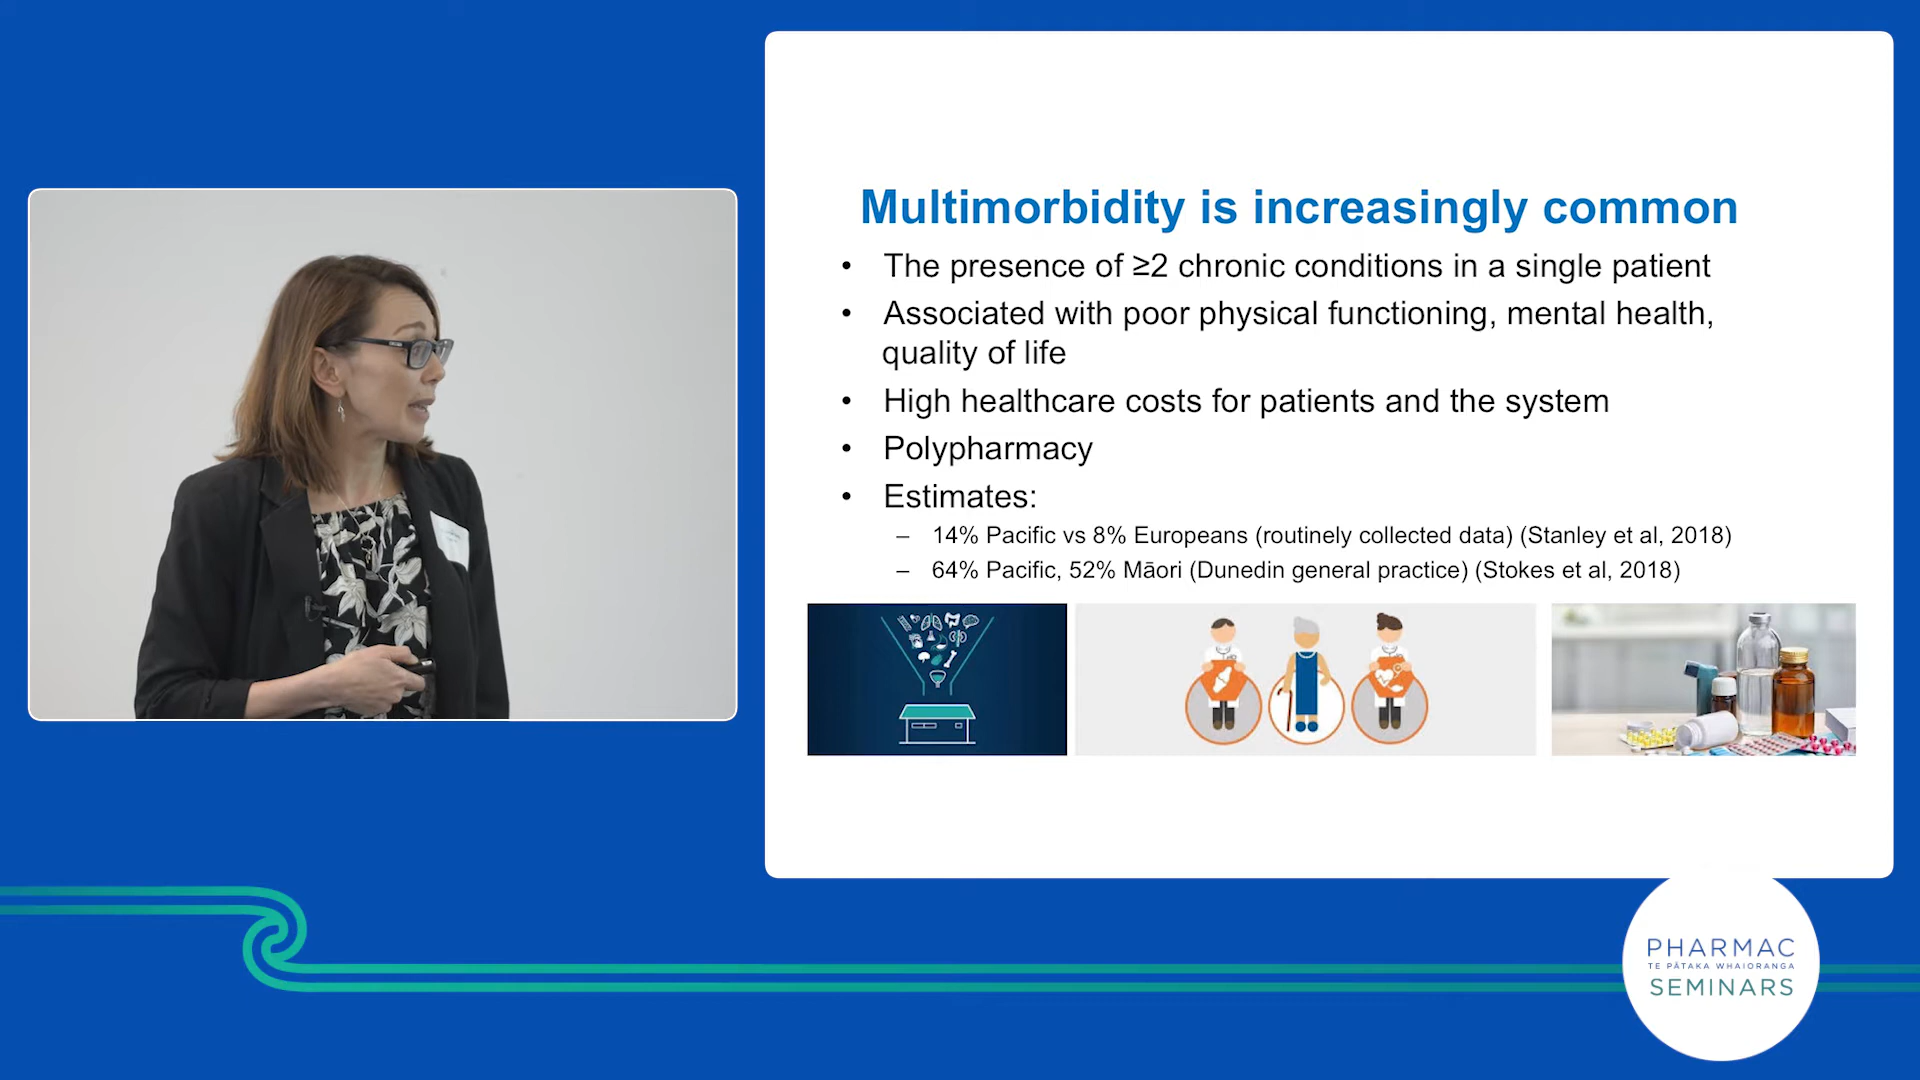 Multimorbidity is increasingly common
• The presence of ≥2 chronic conditions in a single patient
• Associated with poor physical functioning, mental health,
quality of life
• High healthcare costs for patients and the system
• Polypharmacy
• Estimates:
– 14% Pacific vs 8% Europeans (routinely collected data) (Stanley et al, 2018)
– 64% Pacific, 52% Māori (Dunedin general practice) (Stokes et al, 2018)
PHARMAC
TE PĀTAKA WHAIORANGA
SEMINARS